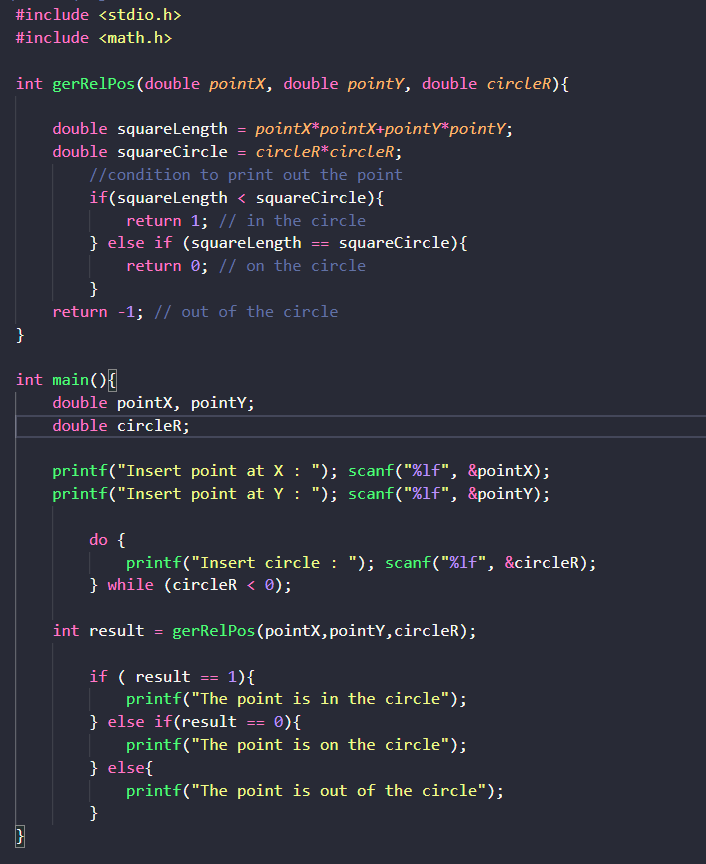 #include <stdio.h>
#include <math.h>
int gerRelPos(double pointX, double pointY, double circleR){
double squareLength = pointX*pointX+pointY*pointY;
double squareCircle = circleR*circleR;
//condition to print out the point
if(squareLength < squareCircle){
return 1; // in the circle
} else if (squareLength == squareCircle){
return 0; // on the circle
}
return -1; // out of the circle
}
int main(){
double pointX, pointY;
double circleR;
printf("Insert point at X : "); scanf("%lf", &pointX);
printf("Insert point at Y : "); scanf("%lf", &pointY);
do {
printf("Insert circle : "); scanf("%lf", &circleR);
} while (circleR < 0);
int result = gerRelPos(pointX,pointY,circleR);
if ( result == 1){
printf("The point is in the circle");
} else if(result == 0){
printf("The point is on the circle");
} else{
printf("The point is out of the circle");
}
}